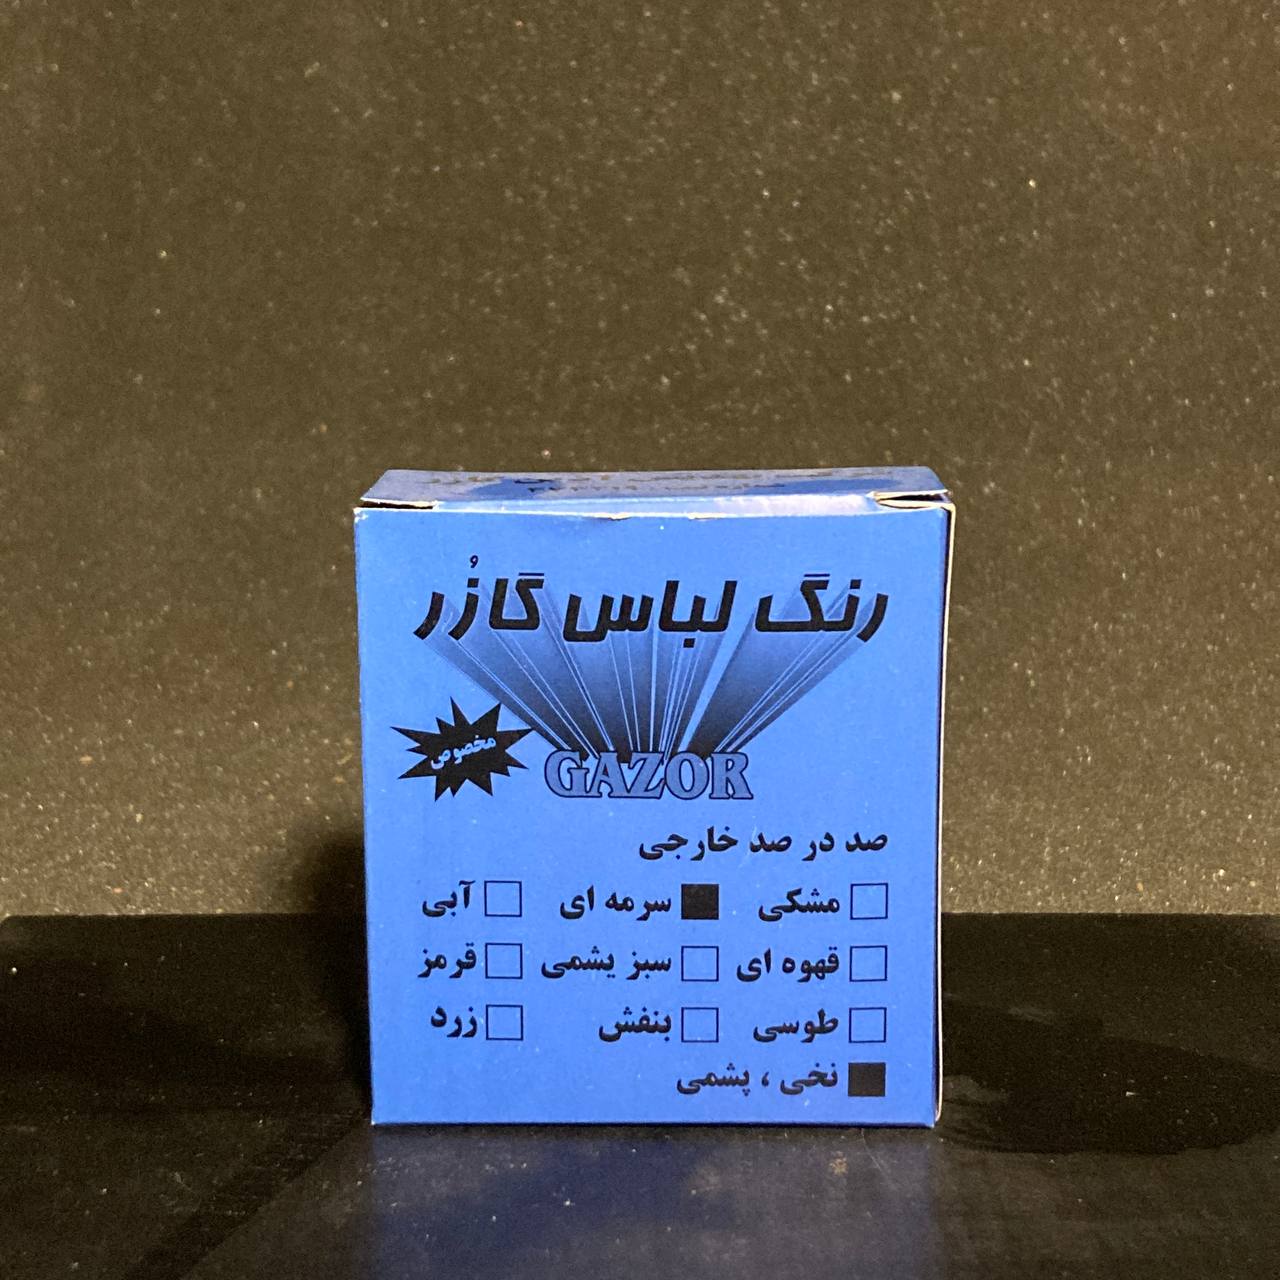 رنگ لباس گازُر
مخصوص
GAZOR
صد در صد خارجی
مشکی سرمه ای آبی
قهوه ای سبز یشمی قرمز
طوسی بنفش زرد
نخی ، پشمی